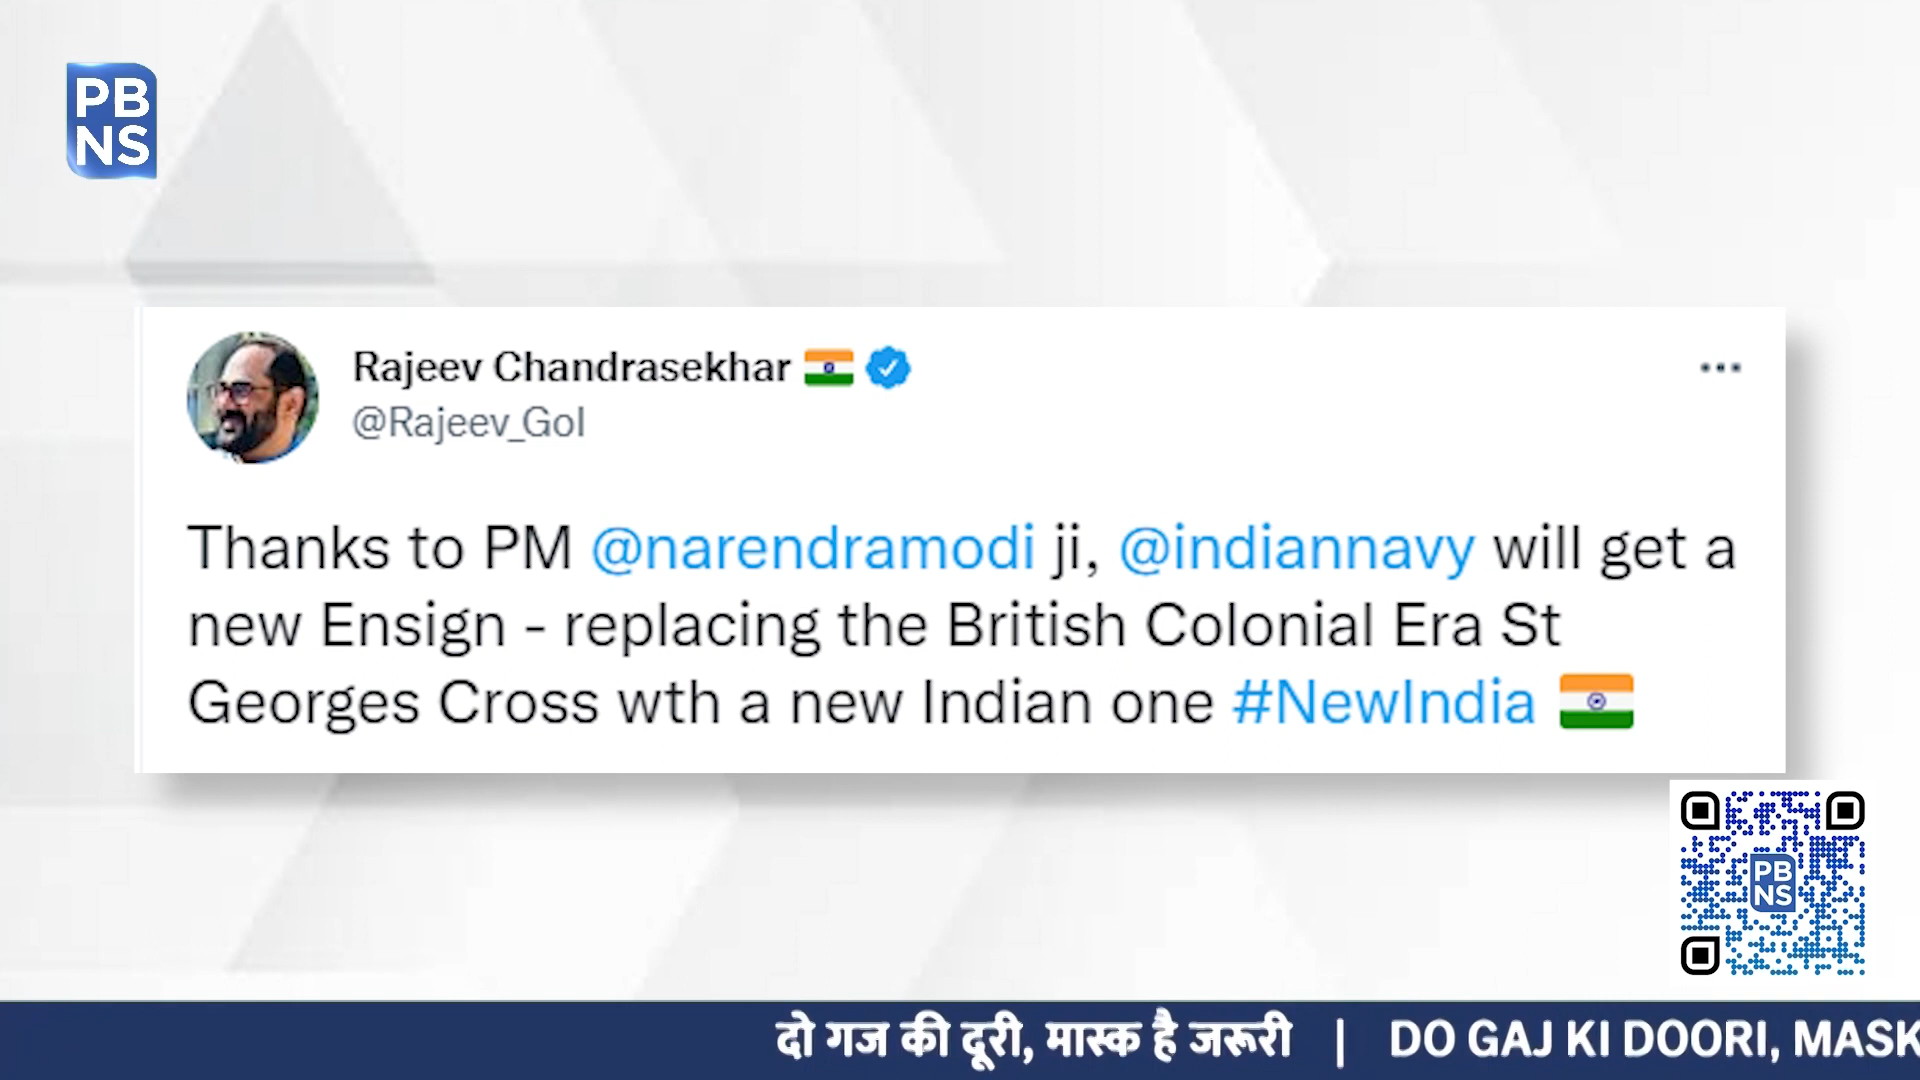 PB
NS
Rajeev Chandrasekhar
@Rajeev_GoI
Thanks to PM @narendramodi ji, @indiannavy will get a
new Ensign - replacing the British Colonial Era St
Georges Cross wth a new Indian one #NewIndia
PB
NS
दो गज की दूरी, मास्क है जरूरी | DO GAJ KI DOORI, MASK